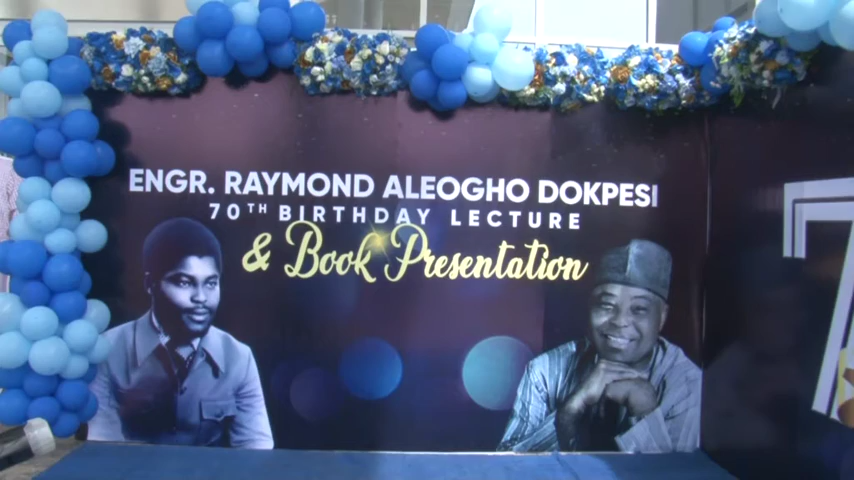 ENGR. RAYMOND ALEOGHO DOKPESI
70TH BIRTHDAY LECTURE
& Book Presentation